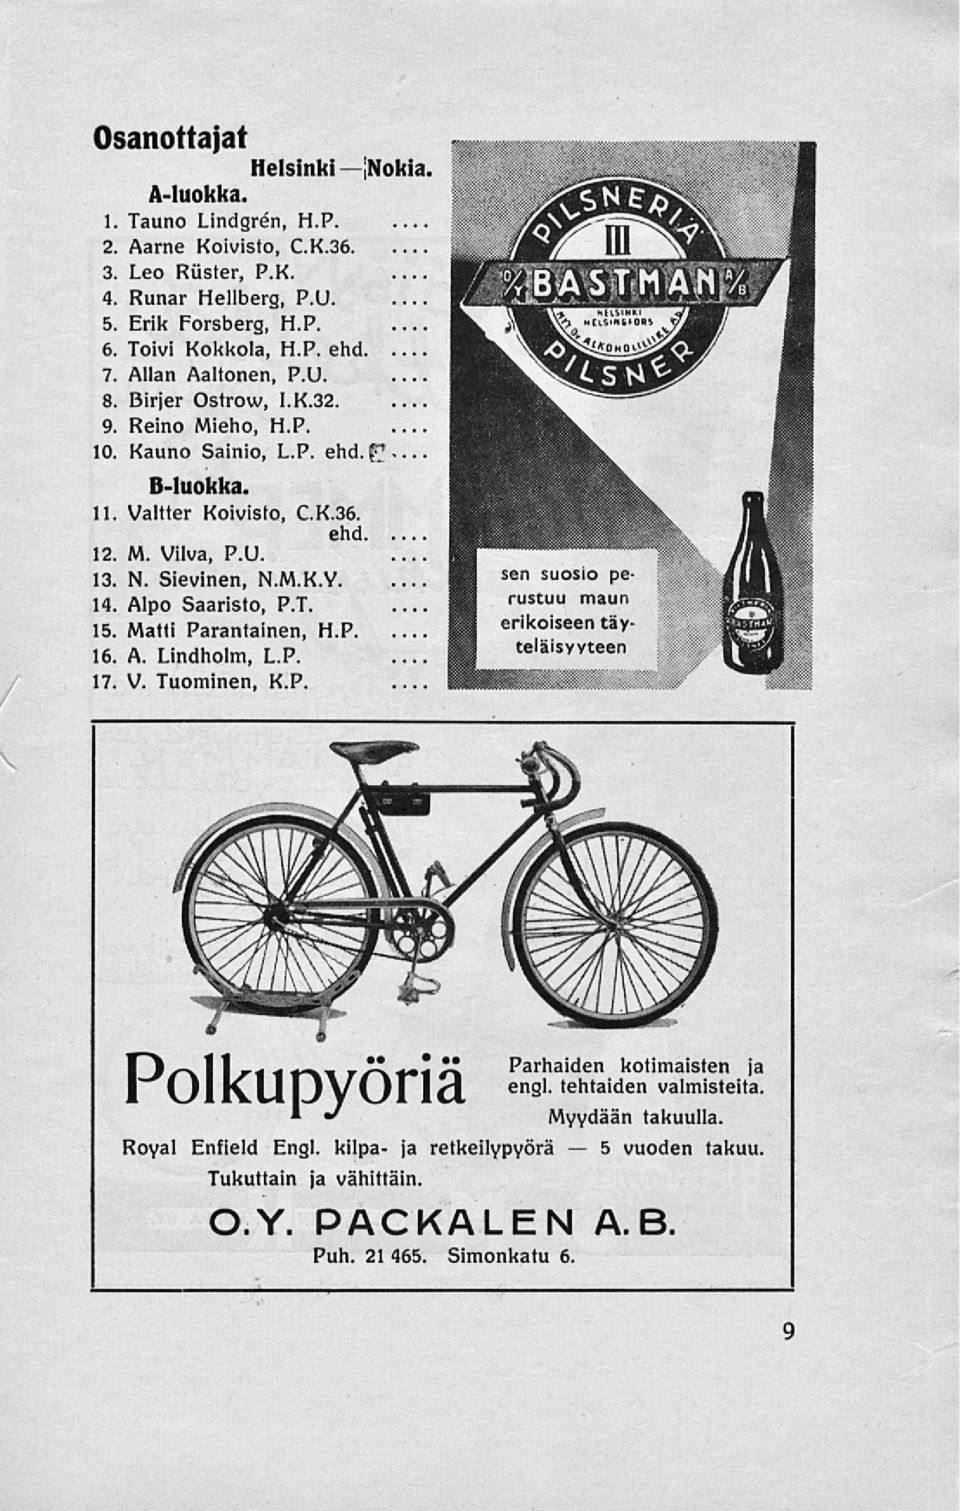 Osanottajat
Helsinki—Nokia.
A-luokka.
1. Tauno Lindgrén, H.P. ....
2. Aarne Koivisto, C.K.36. ....
3. Leo Rüster, P.K. ....
4. Runar Hellberg, P.U. ....
5. Erik Forsberg, H.P. ....
6. Toivi Kokkola, H.P. ehd. ....
7. Allan Aaltonen, P.U. ....
8. Birjer Ostrow, I.K.32. ....
9. Reino Mieho, H.P. ....
10. Kauno Sainio, L.P. ehd. ....
B-luokka.
11. Valtter Koivisto, C.K.36.
ehd. ....
12. M. Vilva, P.U. ....
13. N. Sievinen, N.M.K.Y. ....
14. Alpo Saaristo, P.T. ....
15. Matti Parantainen, H.P. ....
16. A. Lindholm, L.P. ....
17. V. Tuominen, K.P. ....
PILSNERIÄ
III
O/Y BASTMAN A/B
HELSINKI
HELSINGFORS
ALKOHOLILIIKE AB
PILSNER
sen suosio pe-
rustuu maun
erikoiseen täy-
teläisyyteen
BASTMAN
Polkupyöriä
Parhaiden kotimaisten ja
engl. tehtaiden valmisteita.
Myydään takuulla.
Royal Enfield Engl. kilpa- ja retkeilypyörä — 5 vuoden takuu.
Tukuttain ja vähittäin.
O.Y. PACKALEN A.B.
Puh. 21 465. Simonkatu 6.
9